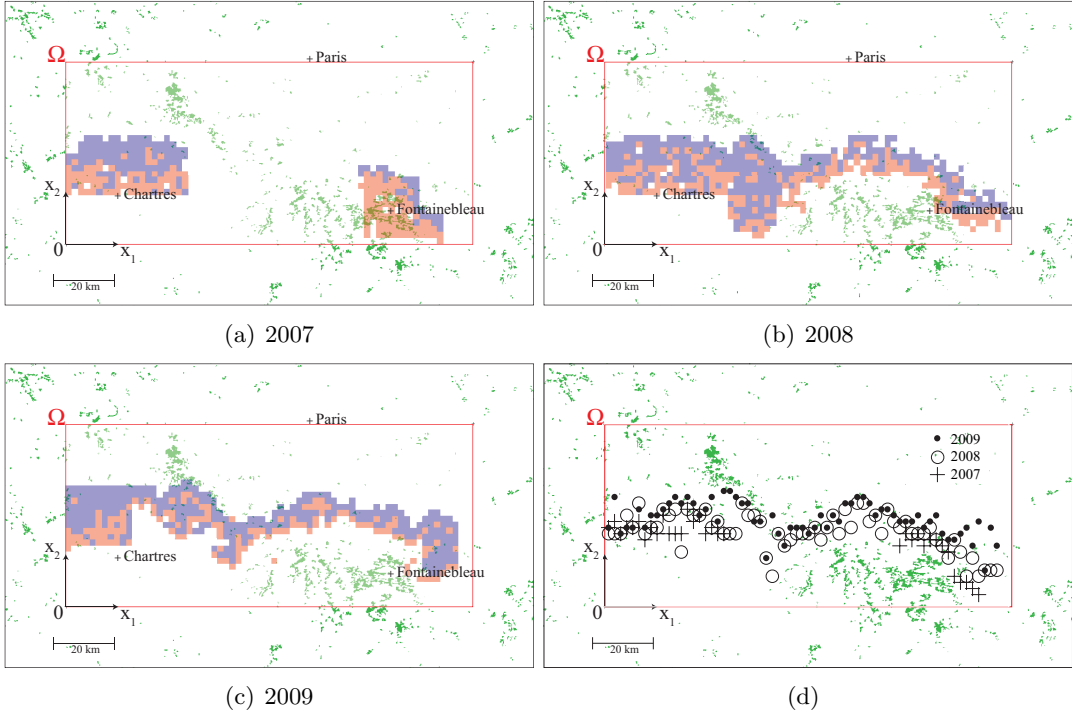 Paris
Ω
x2
Chartres
Fontainebleau
0
x1
20 km
(a) 2007
Paris
Ω
x2
Chartres
Fontainebleau
0
x1
20 km
(b) 2008
Paris
Ω
x2
Chartres
Fontainebleau
0
x1
20 km
(c) 2009
Ω
2009
2008
2007
x2
0
x1
20 km
(d)